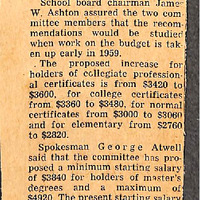 School board chairman James
W. Ashton assured the two com-
mittee members that the recom-
mendations would be studied
when work on the budget is tak-
en up early in 1959.
The proposed increase for
holders of collegiate profession-
al certificates is from $3420 to
$3600, for college certificates
from $3360 to $3480, for normal
certificates from $3000 to $3060
and for elementary from $2760
to $2820.
Spokesman George Atwell
said that the committee has pro-
posed a minimum starting salary
of $3840 for holders of master's
degrees and a maximum of
$4920. The present starting salary